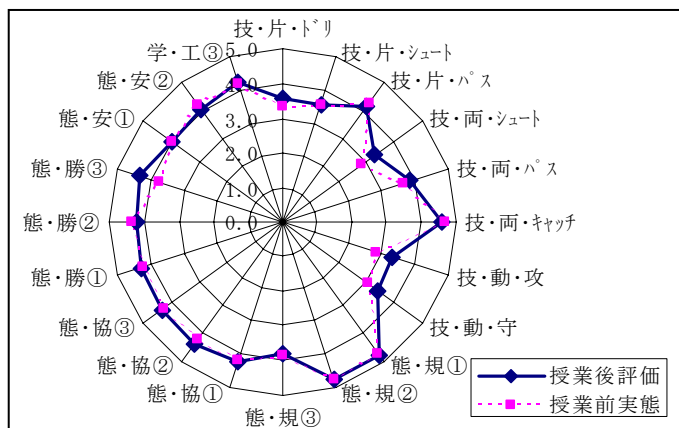 技・片・ﾄﾞﾘ
技・片・ｼｭｰﾄ
技・片・ﾊﾟｽ
技・両・ｼｭｰﾄ
技・両・ﾊﾟｽ
技・両・ｷｬｯﾁ
技・動・攻
技・動・守
態・規①
態・規②
態・規③
態・協①
態・協②
態・協③
態・勝①
態・勝②
態・勝③
態・安①
態・安②
学・工③
5.0
4.0
3.0
2.0
1.0
0.0
授業後評価
授業前実態